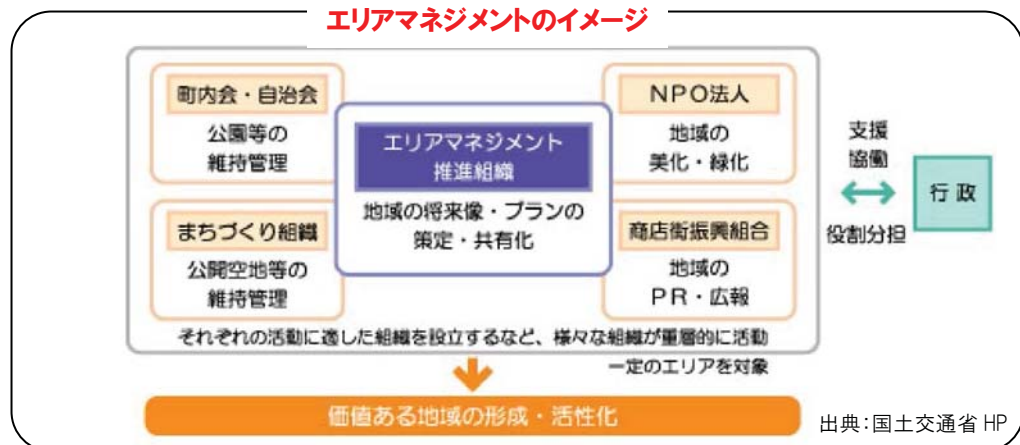 エリアマネジメントのイメージ
町内会・自治会
公園等の
維持管理
まちづくり組織
公開空地等の
維持管理
エリアマネジメント
推進組織
地域の将来像・プランの
策定・共有化
NPO法人
地域の
美化・緑化
商店街振興組合
地域の
PR・広報
支援
協働
役割分担
行政
それぞれの活動に適した組織を設立するなど、様々な組織が重層的に活動
一定のエリアを対象
価値ある地域の形成・活性化
出典:国土交通省 HP